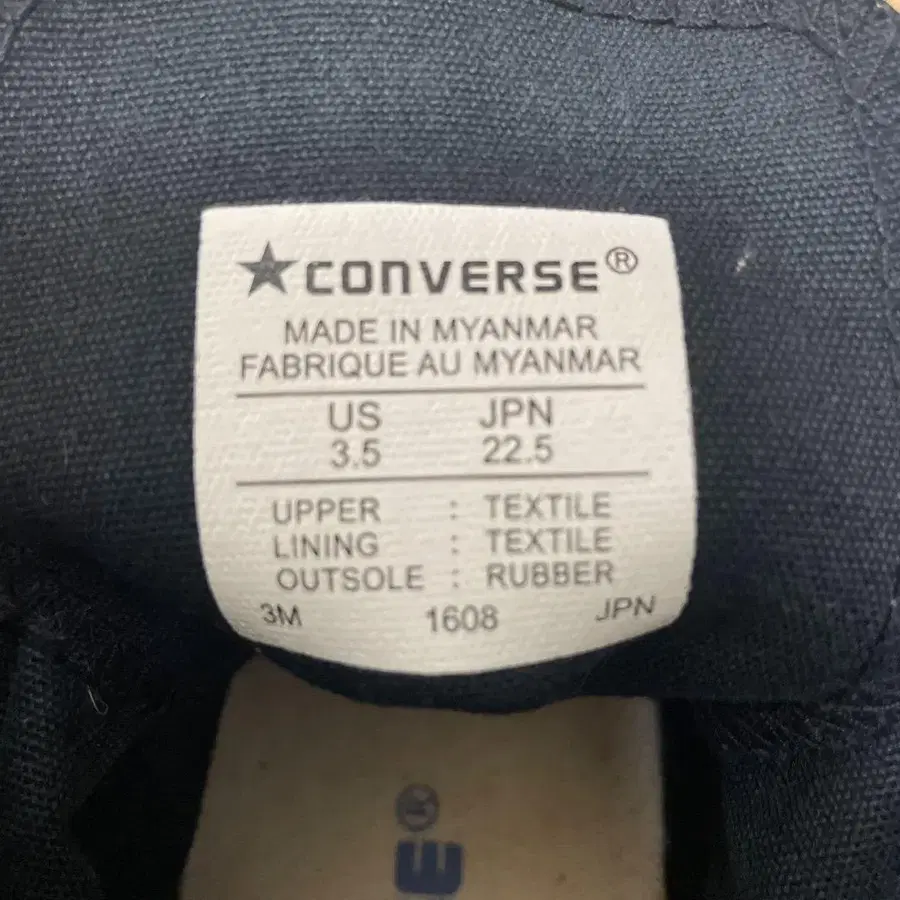 ★CONVERSE®
MADE IN MYANMAR
FABRIQUE AU MYANMAR
US JPN
3.5 22.5
UPPER : TEXTILE
LINING : TEXTILE
OUTSOLE : RUBBER
3M 1608 JPN
®
E